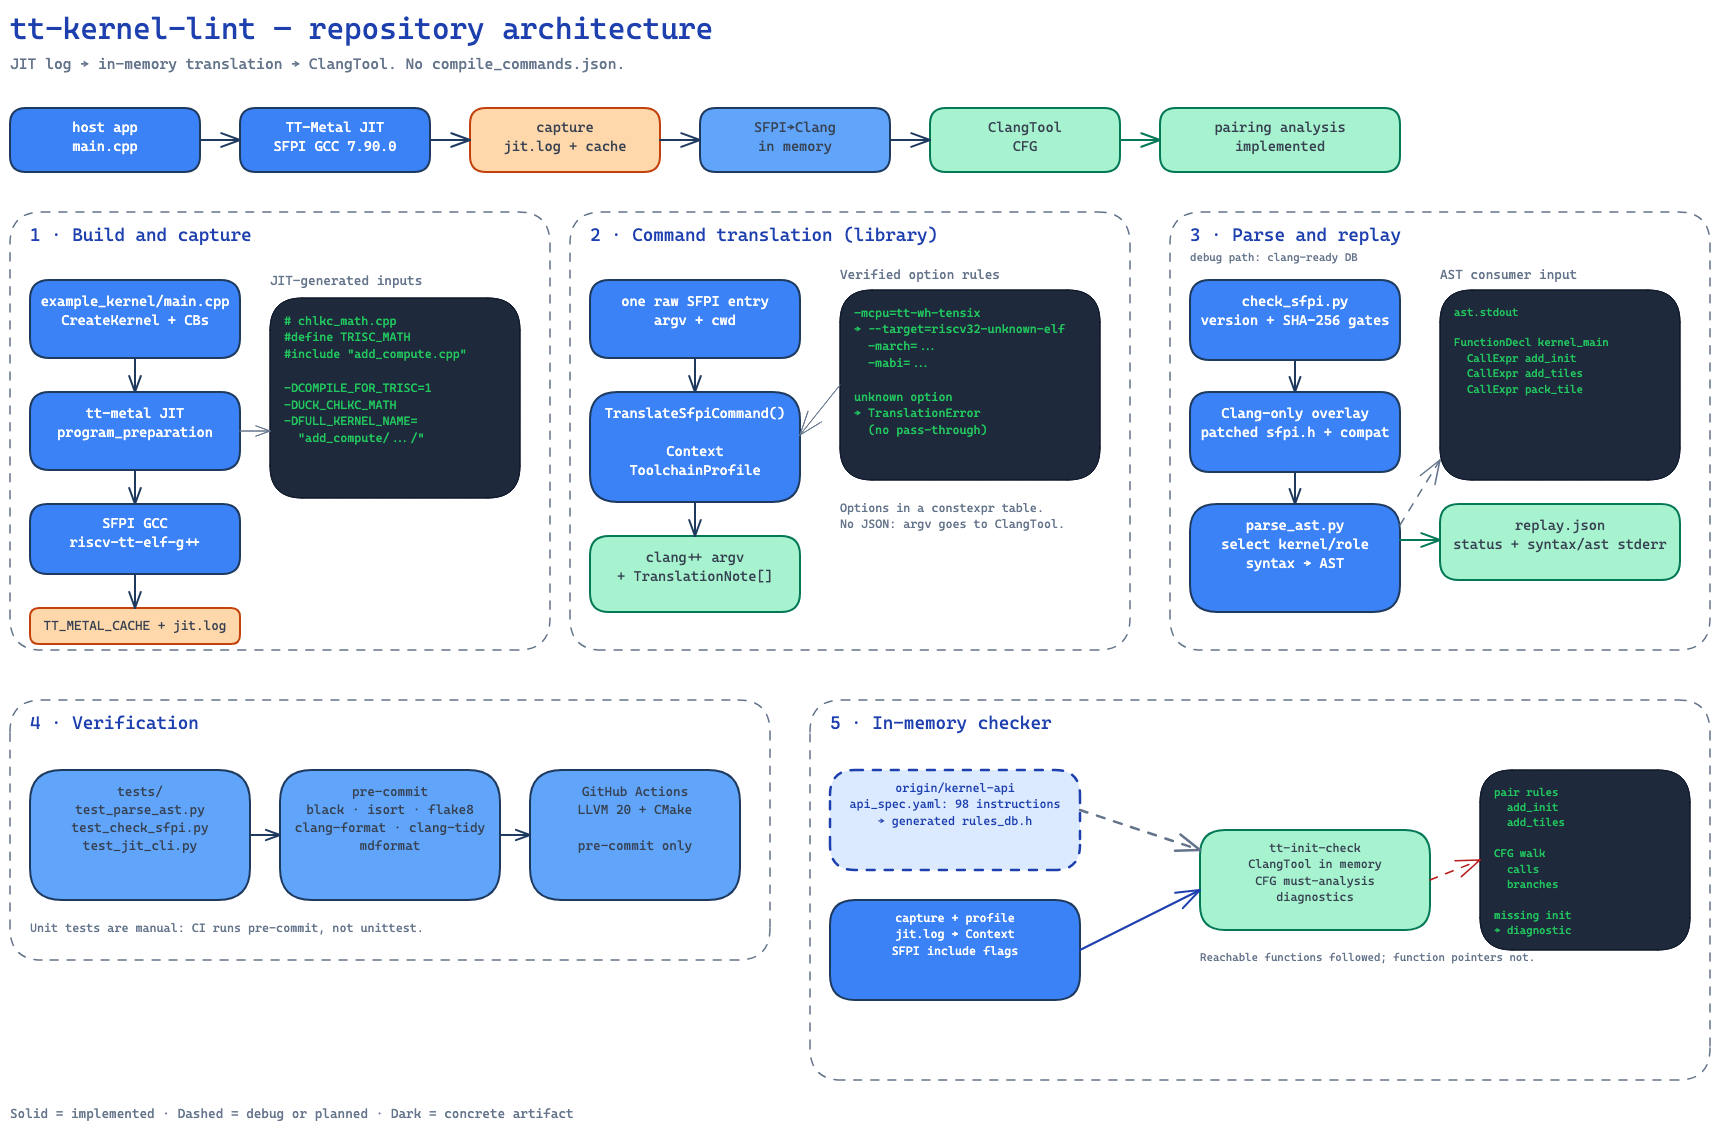 tt-kernel-lint — repository architecture
JIT log → in-memory translation → ClangTool. No compile_commands.json.
host app
main.cpp
TT-Metal JIT
SFPI GCC 7.90.0
capture
jit.log + cache
SFPI→Clang
in memory
ClangTool
CFG
pairing analysis
implemented
1 · Build and capture
example_kernel/main.cpp
CreateKernel + CBs
tt-metal JIT
program_preparation
SFPI GCC
riscv-tt-elf-g++
TT_METAL_CACHE + jit.log
JIT-generated inputs
# chlkc_math.cpp
#define TRISC_MATH
#include "add_compute.cpp"
-DCOMPILE_FOR_TRISC=1
-DUCK_CHLKC_MATH
-DFULL_KERNEL_NAME=
"add_compute/.../"
2 · Command translation (library)
one raw SFPI entry
argv + cwd
TranslateSfpiCommand()
Context
ToolchainProfile
clang++ argv
+ TranslationNote[]
Verified option rules
-mcpu=tt-wh-tensix
→ --target=riscv32-unknown-elf
-march=...
-mabi=...
unknown option
→ TranslationError
(no pass-through)
Options in a constexpr table.
No JSON: argv goes to ClangTool.
3 · Parse and replay
debug path: clang-ready DB
check_sfpi.py
version + SHA-256 gates
Clang-only overlay
patched sfpi.h + compat
parse_ast.py
select kernel/role
syntax → AST
AST consumer input
ast.stdout
FunctionDecl kernel_main
CallExpr add_init
CallExpr add_tiles
CallExpr pack_tile
replay.json
status + syntax/ast stderr
4 · Verification
tests/
test_parse_ast.py
test_check_sfpi.py
test_jit_cli.py
pre-commit
black · isort · flake8
clang-format · clang-tidy
mdformat
GitHub Actions
LLVM 20 + CMake
pre-commit only
Unit tests are manual: CI runs pre-commit, not unittest.
5 · In-memory checker
origin/kernel-api
api_spec.yaml: 98 instructions
→ generated rules_db.h
capture + profile
jit.log → Context
SFPI include flags
tt-init-check
ClangTool in memory
CFG must-analysis
diagnostics
pair rules
add_init
add_tiles
CFG walk
calls
branches
missing init
→ diagnostic
Reachable functions followed; function pointers not.
Solid = implemented · Dashed = debug or planned · Dark = concrete artifact